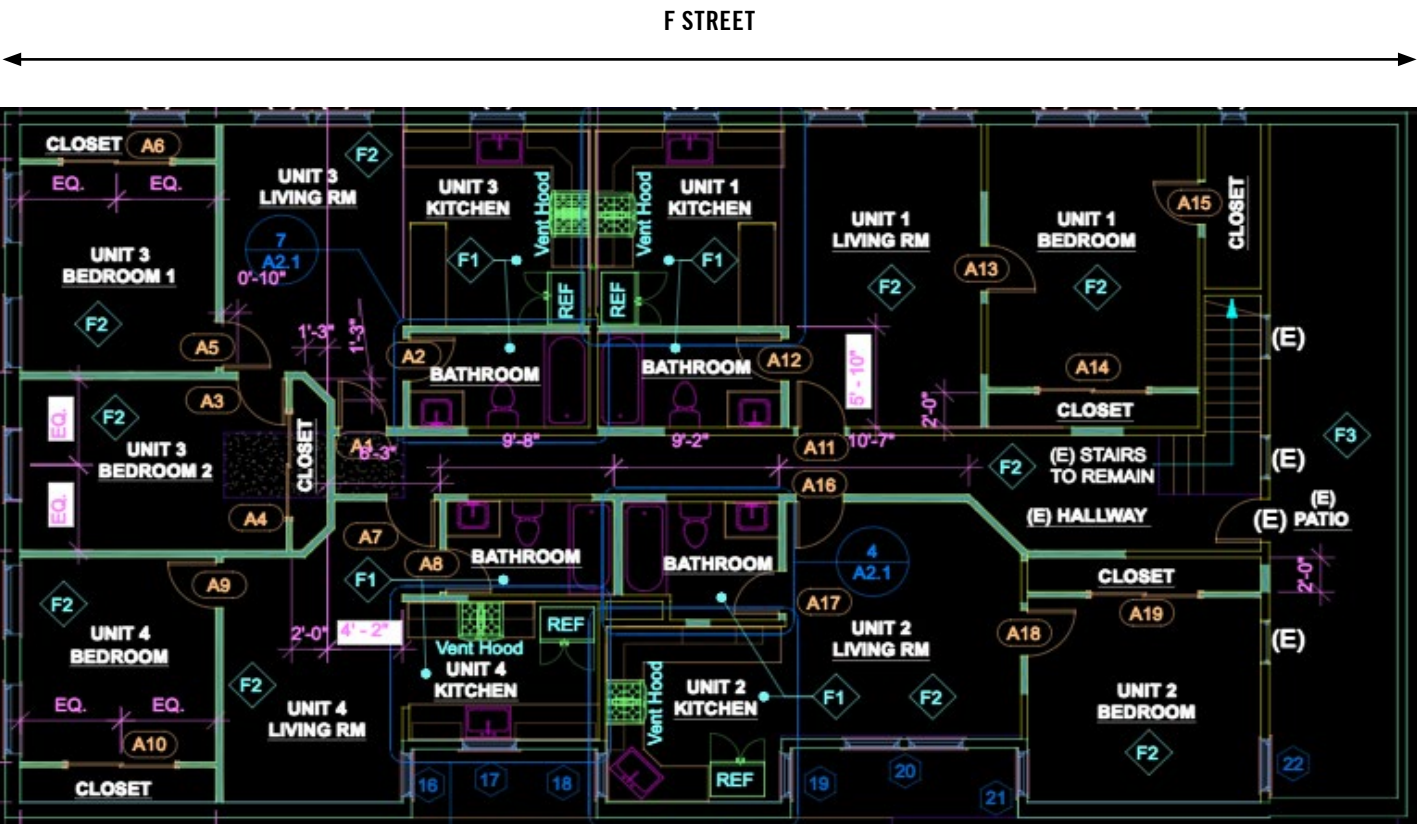 F STREET
CLOSET
A6
EQ.
EQ.
UNIT 3
LIVING RM
F2
7
A2.1
UNIT 3
BEDROOM 1
F2
0'-10"
A5
1'-3"
1'-3"
UNIT 3
KITCHEN
Vent Hood
F1
REF
UNIT 1
KITCHEN
Vent Hood
F1
REF
UNIT 1
LIVING RM
F2
A13
UNIT 1
BEDROOM
F2
A15
CLOSET
A14
CLOSET
A2
BATHROOM
BATHROOM
A12
5' - 10"
2'-0"
(E)
A3
EQ.
F2
UNIT 3
BEDROOM 2
EQ.
A4
CLOSET
A1
9'-8"
9'-2"
A11
10'-7"
A16
F2
(E) STAIRS
TO REMAIN
(E) HALLWAY
(E)
F3
(E)
(E)
PATIO
A7
A8
BATHROOM
BATHROOM
4
A2.1
CLOSET
A19
2'-0"
F2
A9
F1
UNIT 4
BEDROOM
2'-0"
4' - 2"
REF
Vent Hood
UNIT 4
KITCHEN
A17
UNIT 2
LIVING RM
A18
(E)
F2
EQ.
EQ.
UNIT 4
LIVING RM
A10
CLOSET
Vent Hood
UNIT 2
KITCHEN
F1
F2
REF
UNIT 2
BEDROOM
F2
16
17
18
19
20
21
22